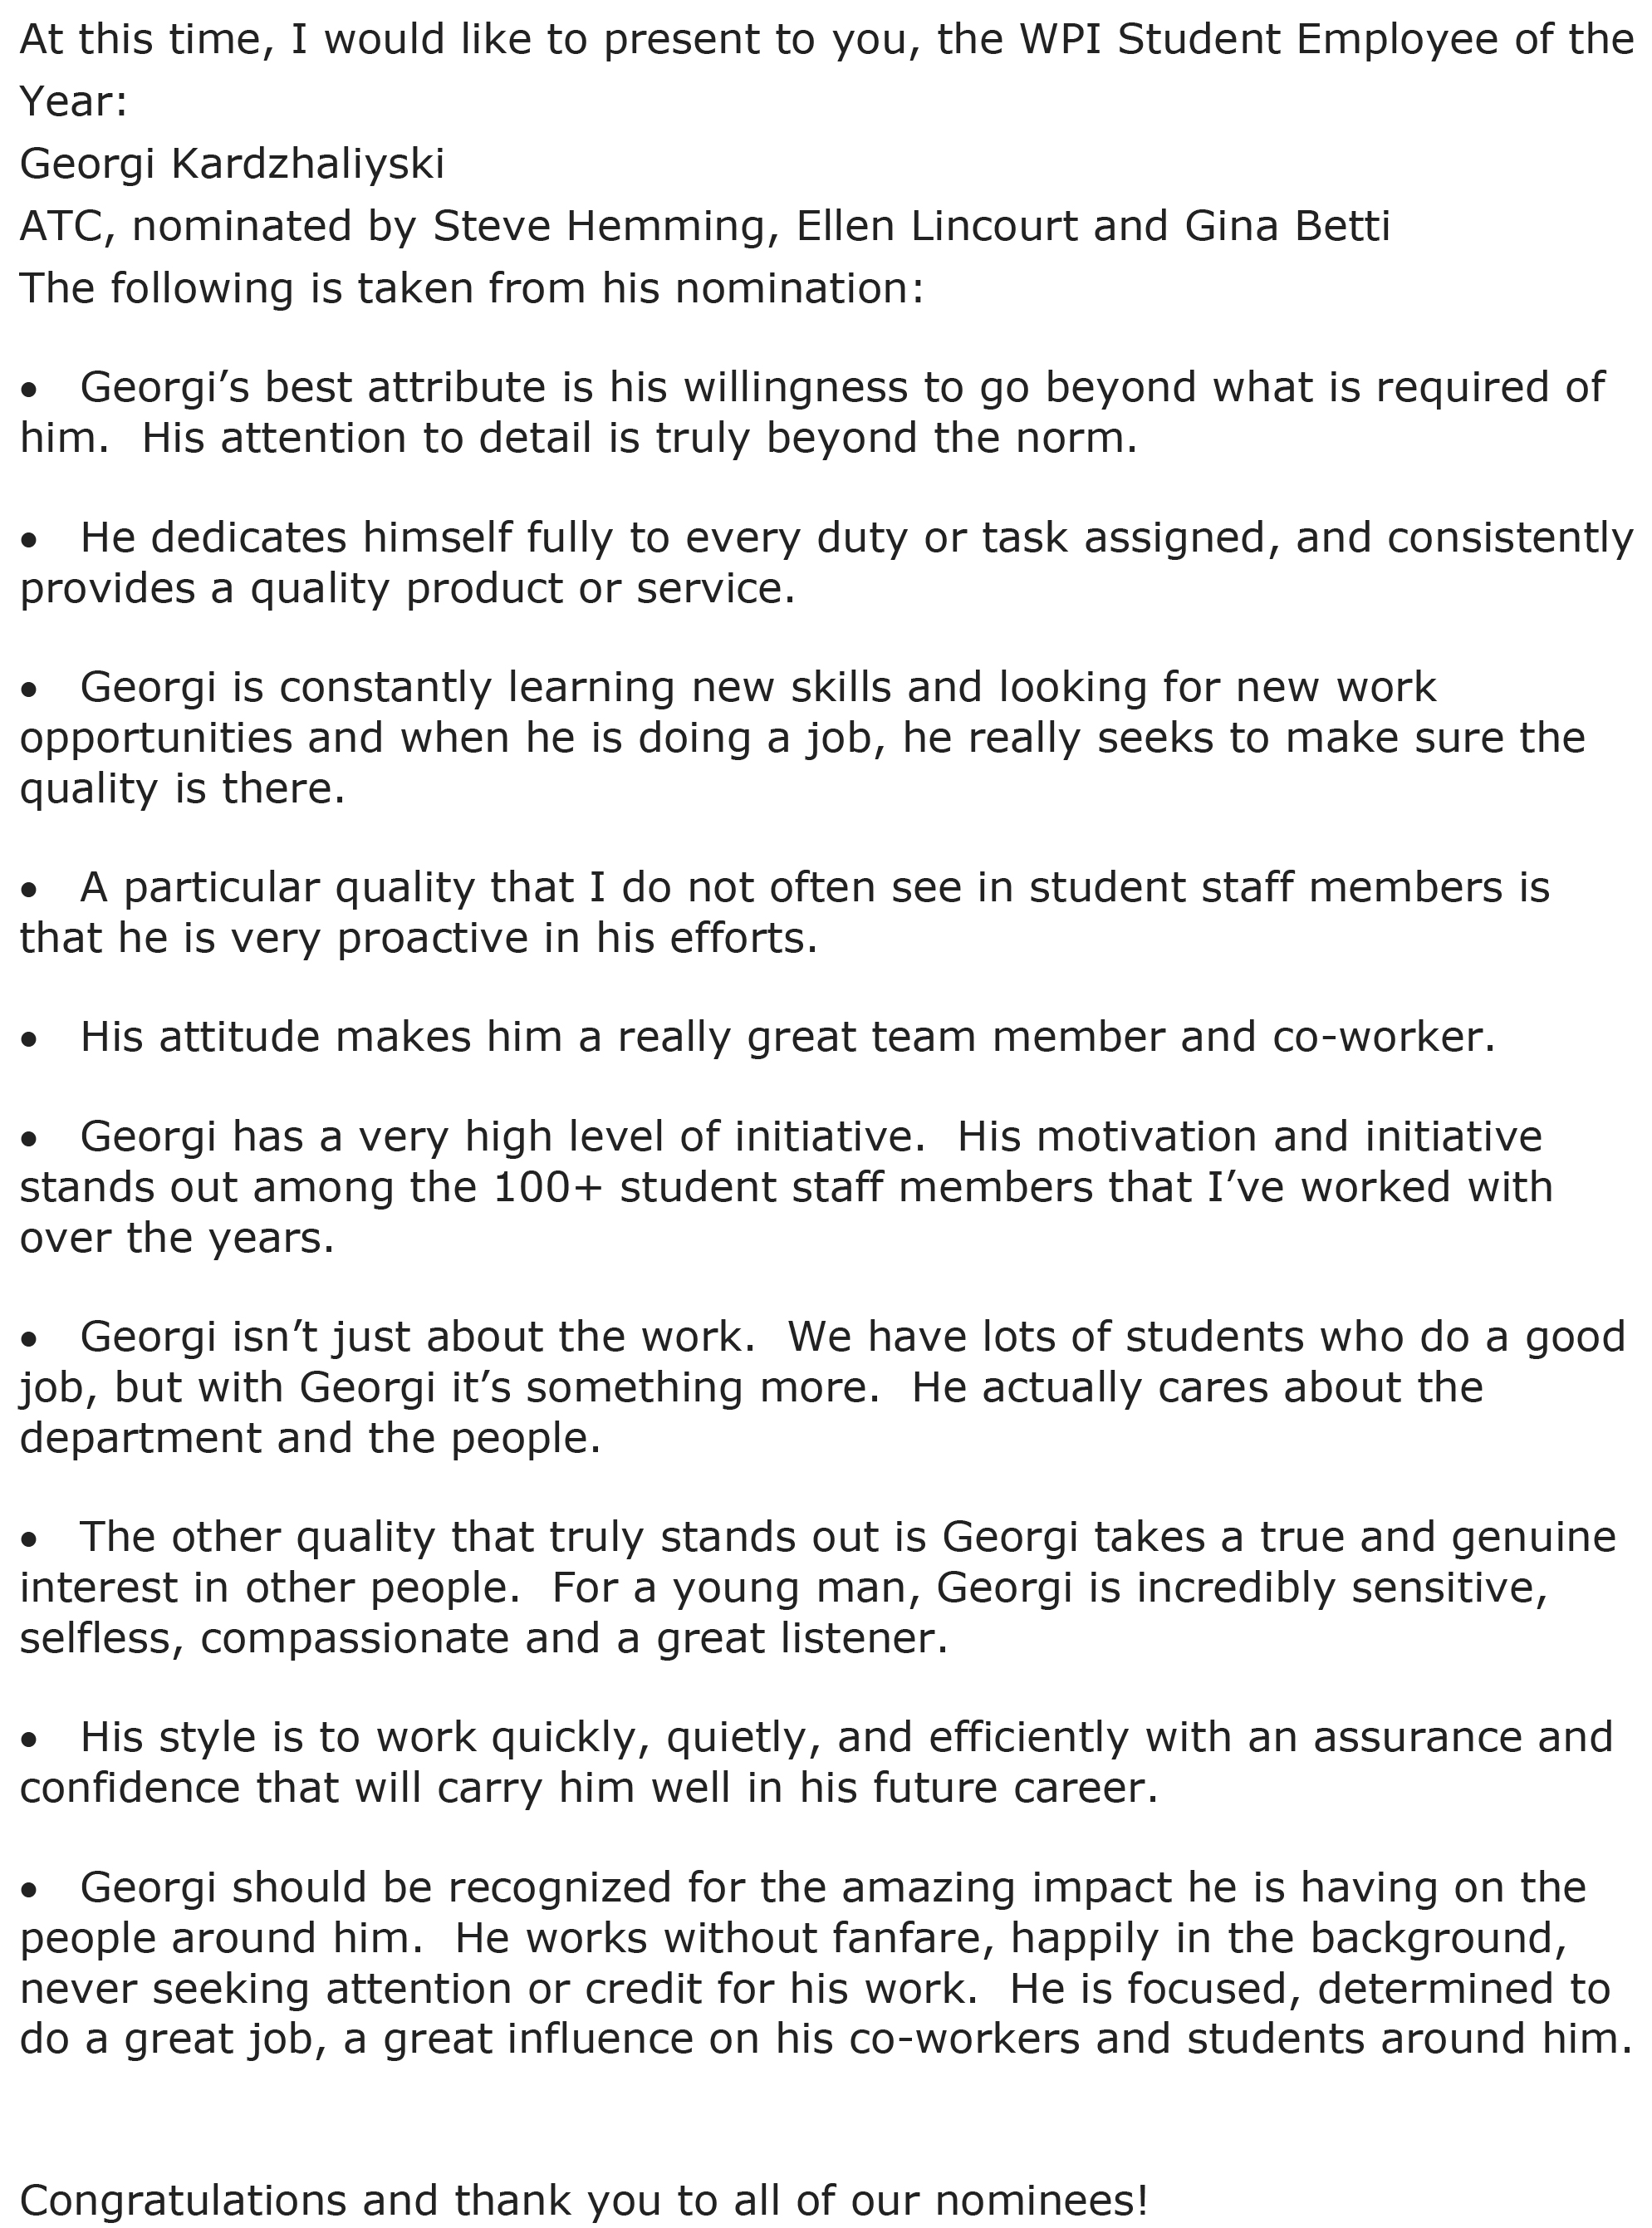 At this time, I would like to present to you, the WPI Student Employee of the
Year:
Georgi Kardzhaliyski
ATC, nominated by Steve Hemming, Ellen Lincourt and Gina Betti
The following is taken from his nomination:
• Georgi’s best attribute is his willingness to go beyond what is required of
him.  His attention to detail is truly beyond the norm.
• He dedicates himself fully to every duty or task assigned, and consistently
provides a quality product or service.
• Georgi is constantly learning new skills and looking for new work
opportunities and when he is doing a job, he really seeks to make sure the
quality is there.
• A particular quality that I do not often see in student staff members is
that he is very proactive in his efforts.
• His attitude makes him a really great team member and co-worker.
• Georgi has a very high level of initiative.  His motivation and initiative
stands out among the 100+ student staff members that I’ve worked with
over the years.
• Georgi isn’t just about the work.  We have lots of students who do a good
job, but with Georgi it’s something more.  He actually cares about the
department and the people.
• The other quality that truly stands out is Georgi takes a true and genuine
interest in other people.  For a young man, Georgi is incredibly sensitive,
selfless, compassionate and a great listener.
• His style is to work quickly, quietly, and efficiently with an assurance and
confidence that will carry him well in his future career.
• Georgi should be recognized for the amazing impact he is having on the
people around him.  He works without fanfare, happily in the background,
never seeking attention or credit for his work.  He is focused, determined to
do a great job, a great influence on his co-workers and students around him.
Congratulations and thank you to all of our nominees!